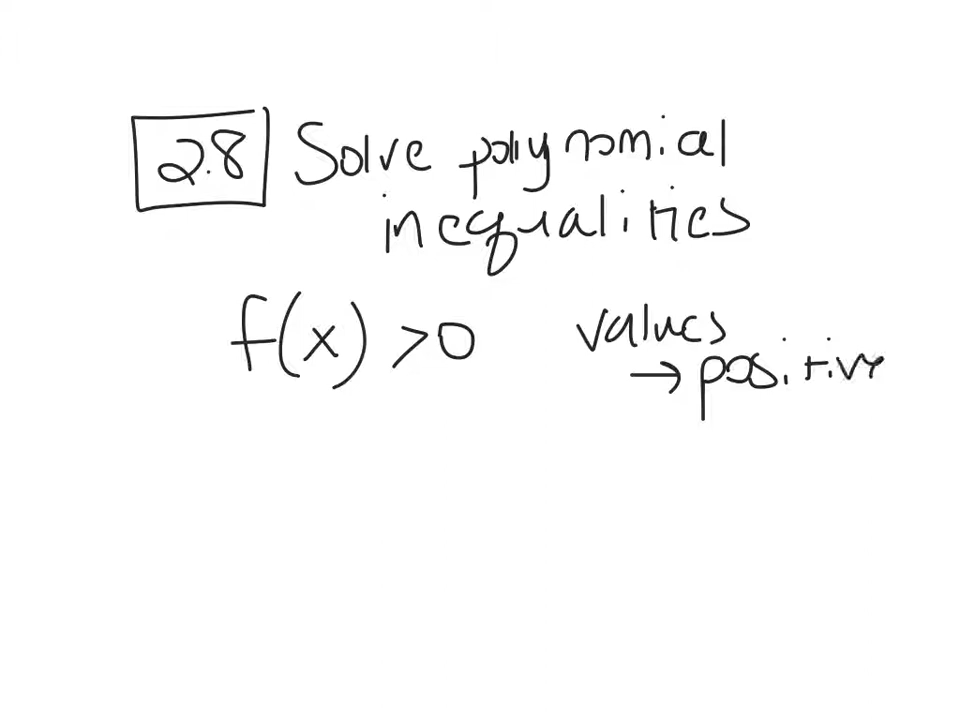 2.8 Solve polynomial
inequalities
f(x) >0 values
→ positive